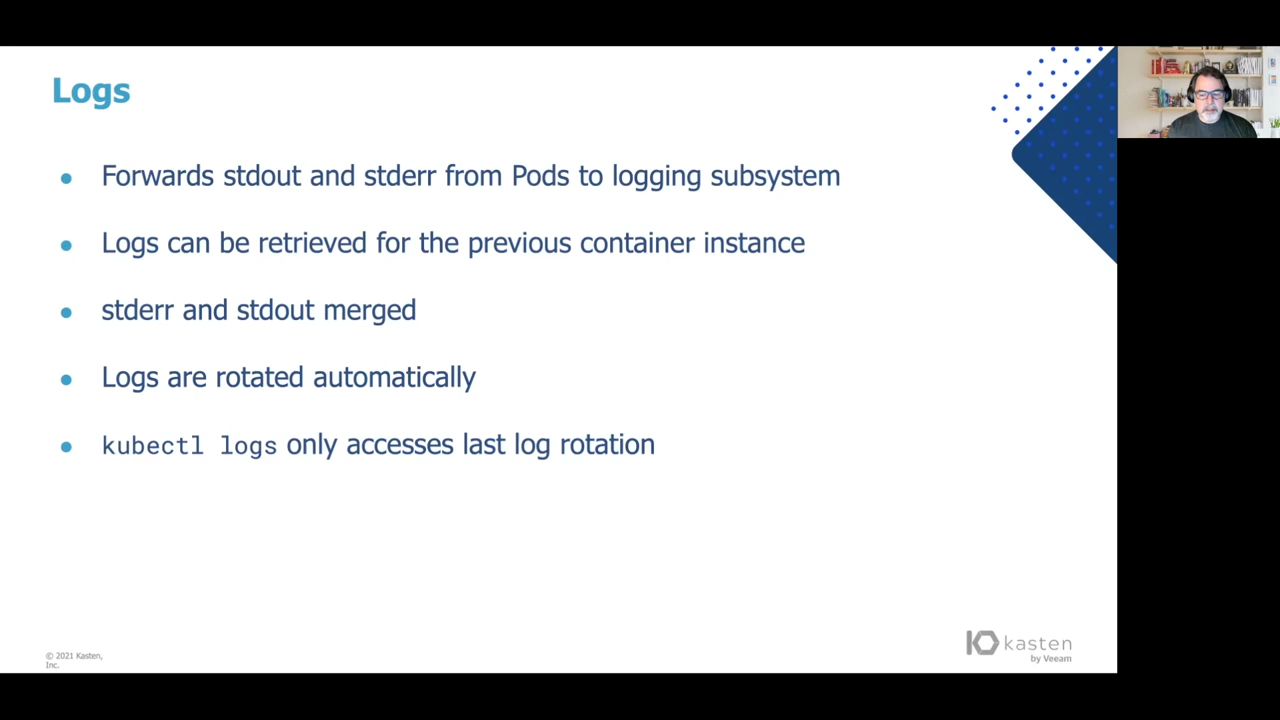 Logs
Forwards stdout and stderr from Pods to logging subsystem
Logs can be retrieved for the previous container instance
stderr and stdout merged
Logs are rotated automatically
kubectl logs only accesses last log rotation
© 2021 Kasten,
Inc.
kasten
by Veeam